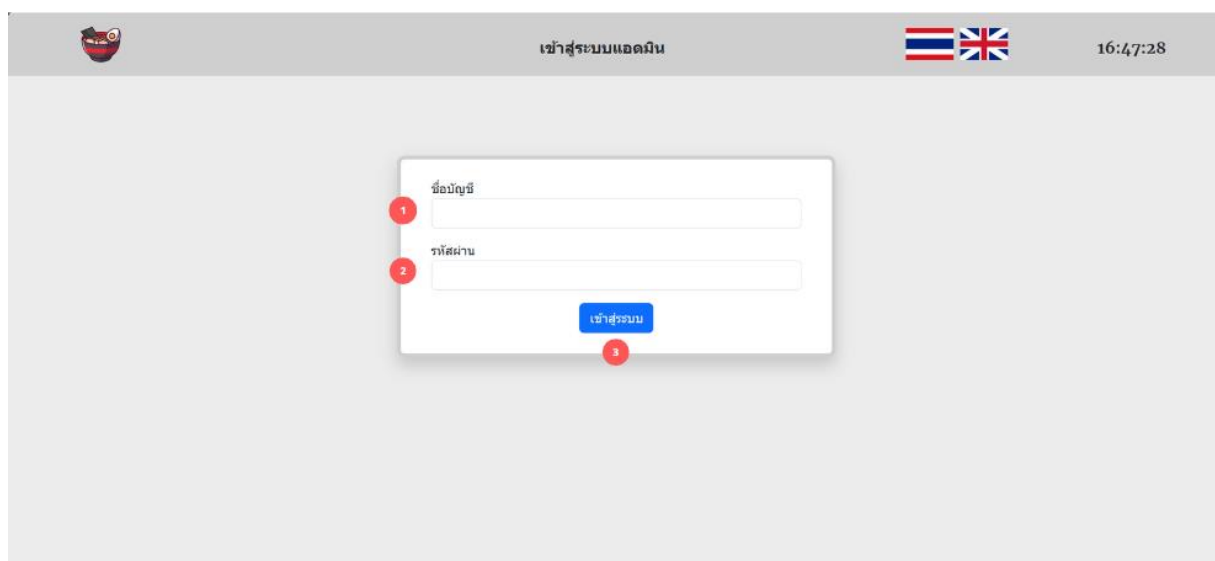 เข้าสู่ระบบแอดมิน
16:47:28
ชื่อบัญชี
1
รหัสผ่าน
2
เข้าสู่ระบบ
3